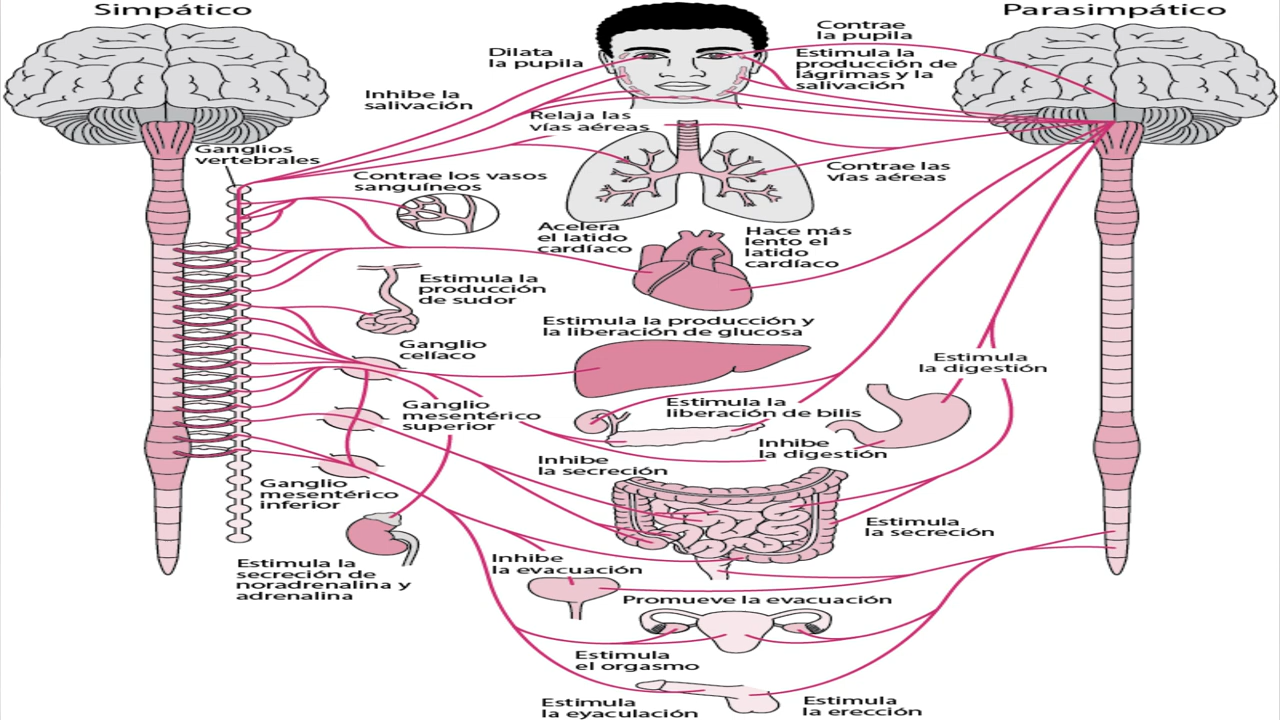 Simpático
Parasimpático
Contrae
la pupila
Dilata
la pupila
Estimula la
producción de
lágrimas y la
salivación
Inhibe la
salivación
Relaja las
vías aéreas
Ganglios
vertebrales
Contrae los vasos
sanguíneos
Contrae las
vías aéreas
Acelera
el latido
cardíaco
Hace más
lento el
latido
cardíaco
Estimula la
producción
de sudor
Estimula la producción y
la liberación de glucosa
Ganglio
celíaco
Estimula
la digestión
Ganglio
mesentérico
superior
Estimula la
liberación de bilis
Inhibe
la digestión
Inhibe
la secreción
Ganglio
mesentérico
inferior
Estimula
la secreción
Inhibe
la evacuación
Estimula la
secreción de
noradrenalina y
adrenalina
Promueve la evacuación
Estimula
el orgasmo
Estimula
la eyaculación
Estimula
la erección